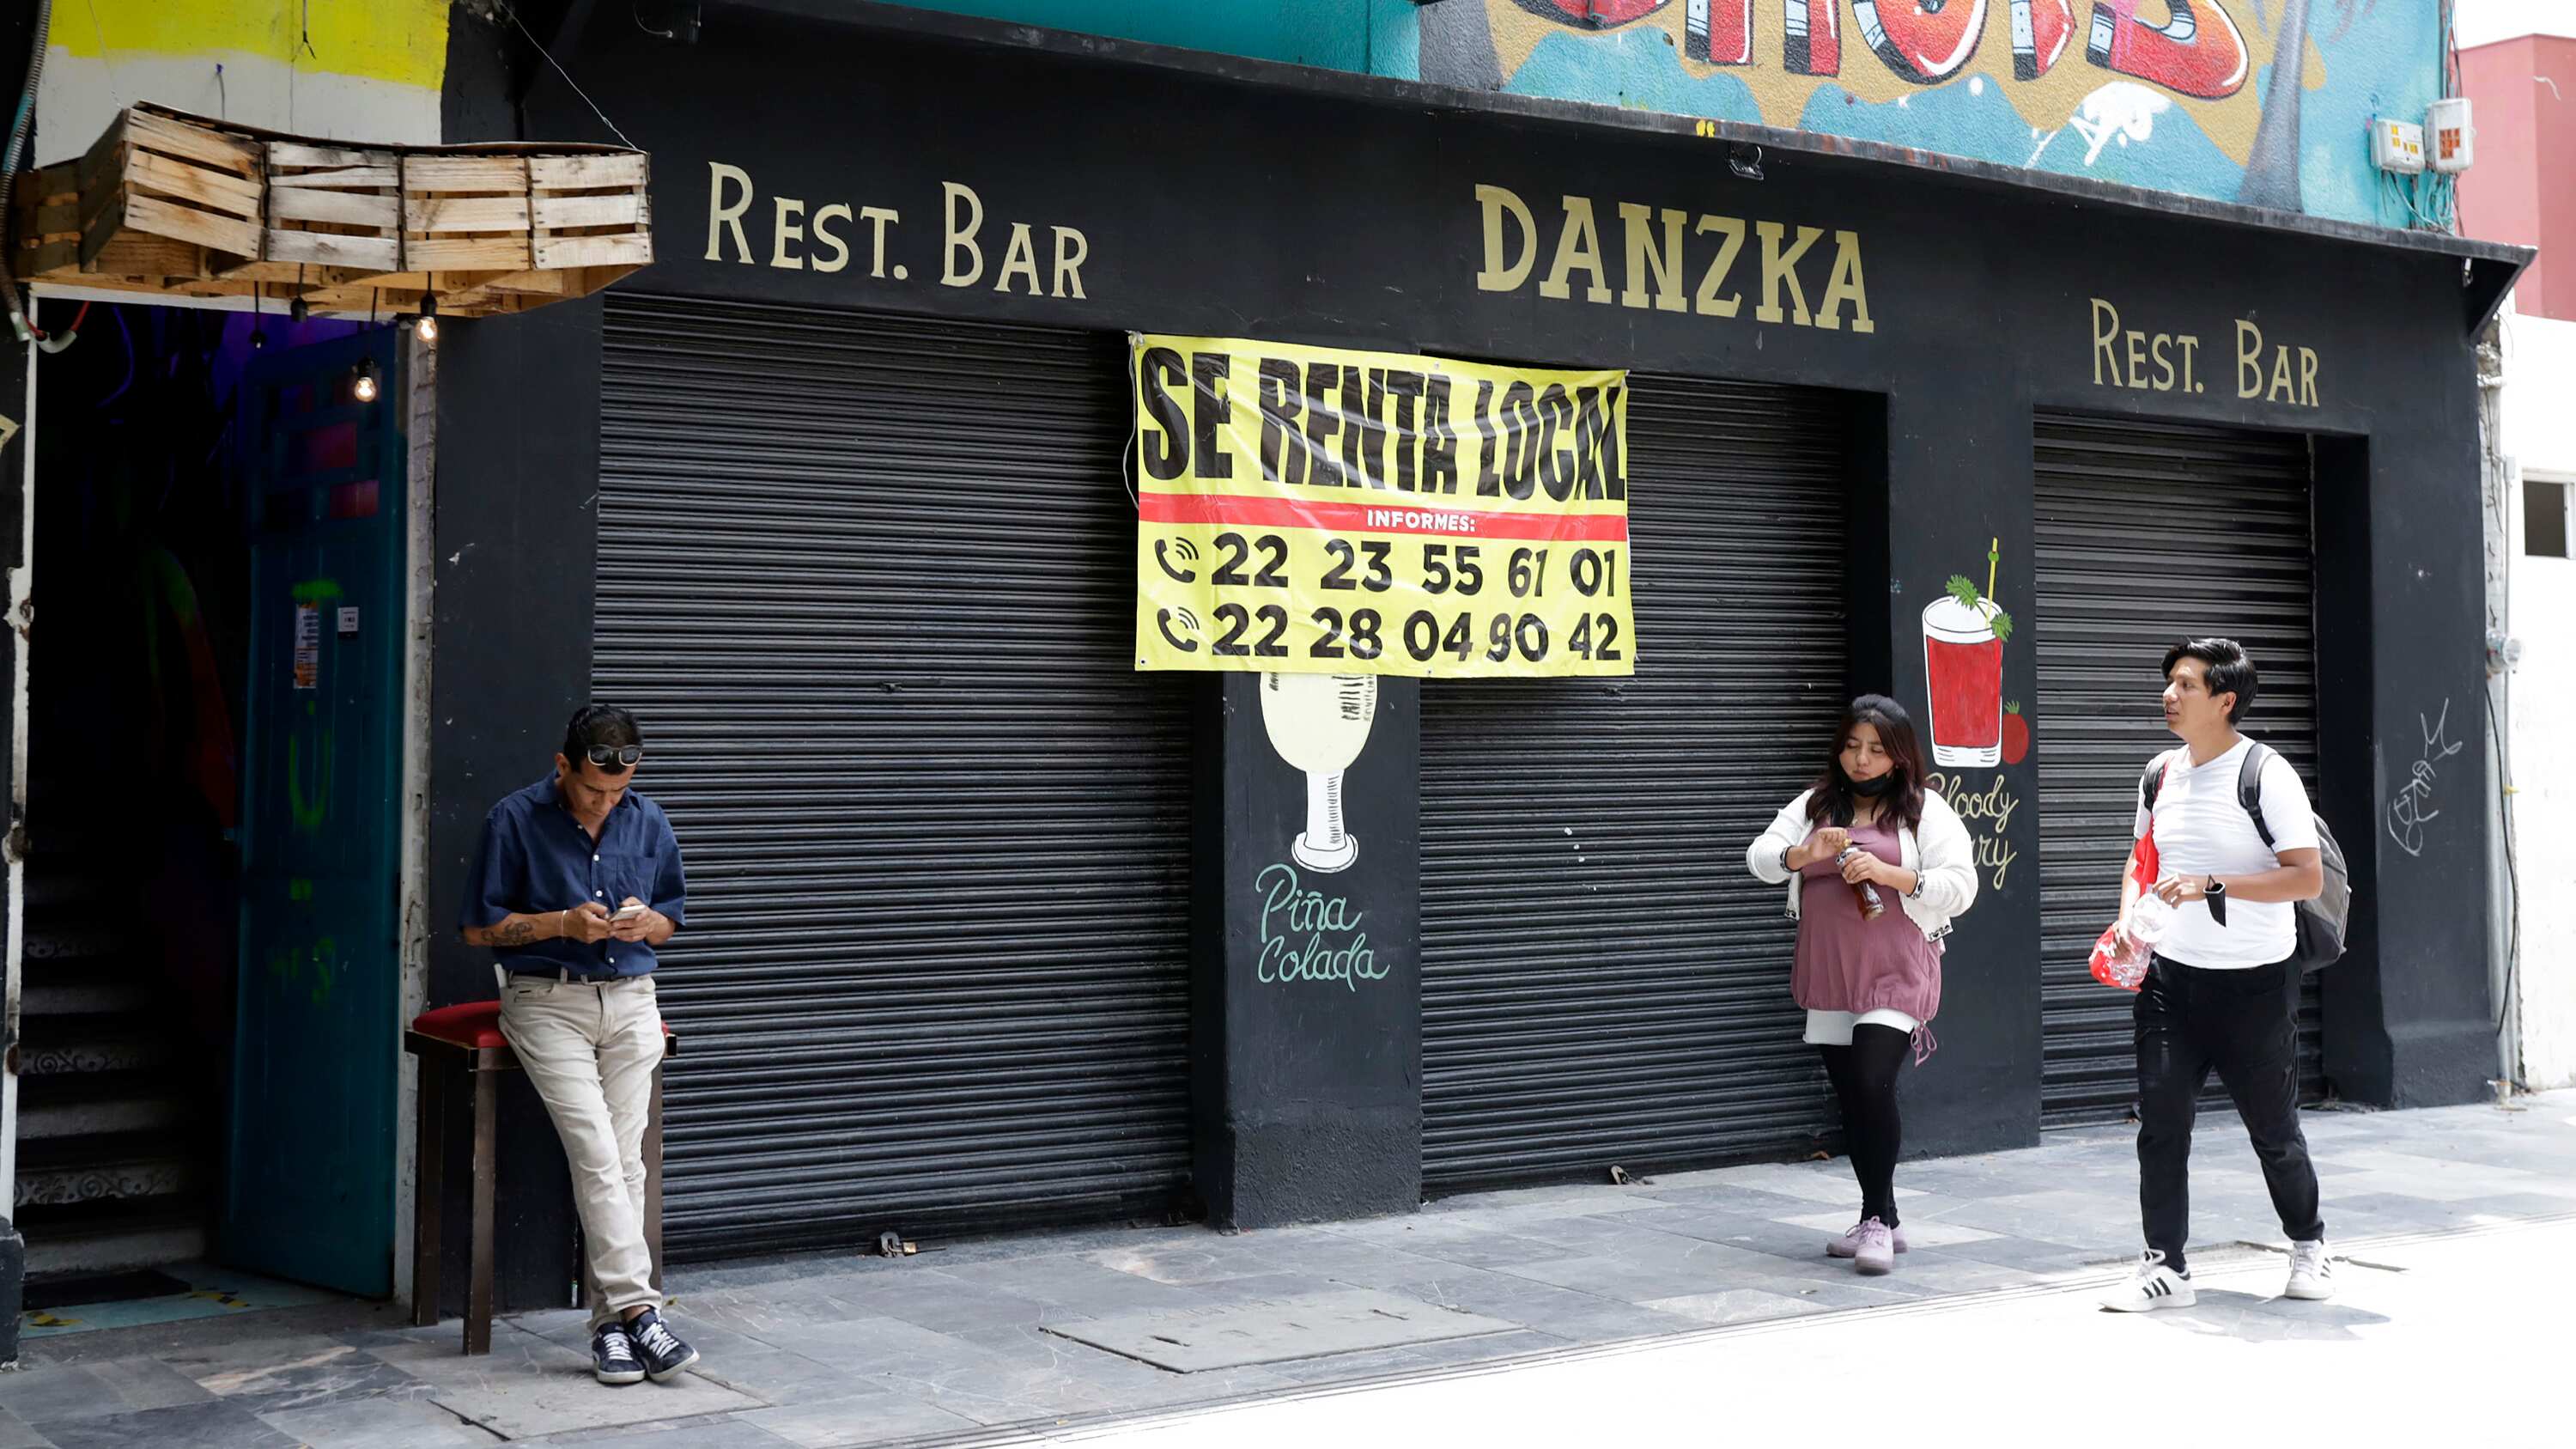 REST. BAR
DANZKA
REST. BAR
SE RENTA LOCAL
INFORMES:
22 23 55 61 01
22 28 04 90 42
Piña
Colada
Bloody